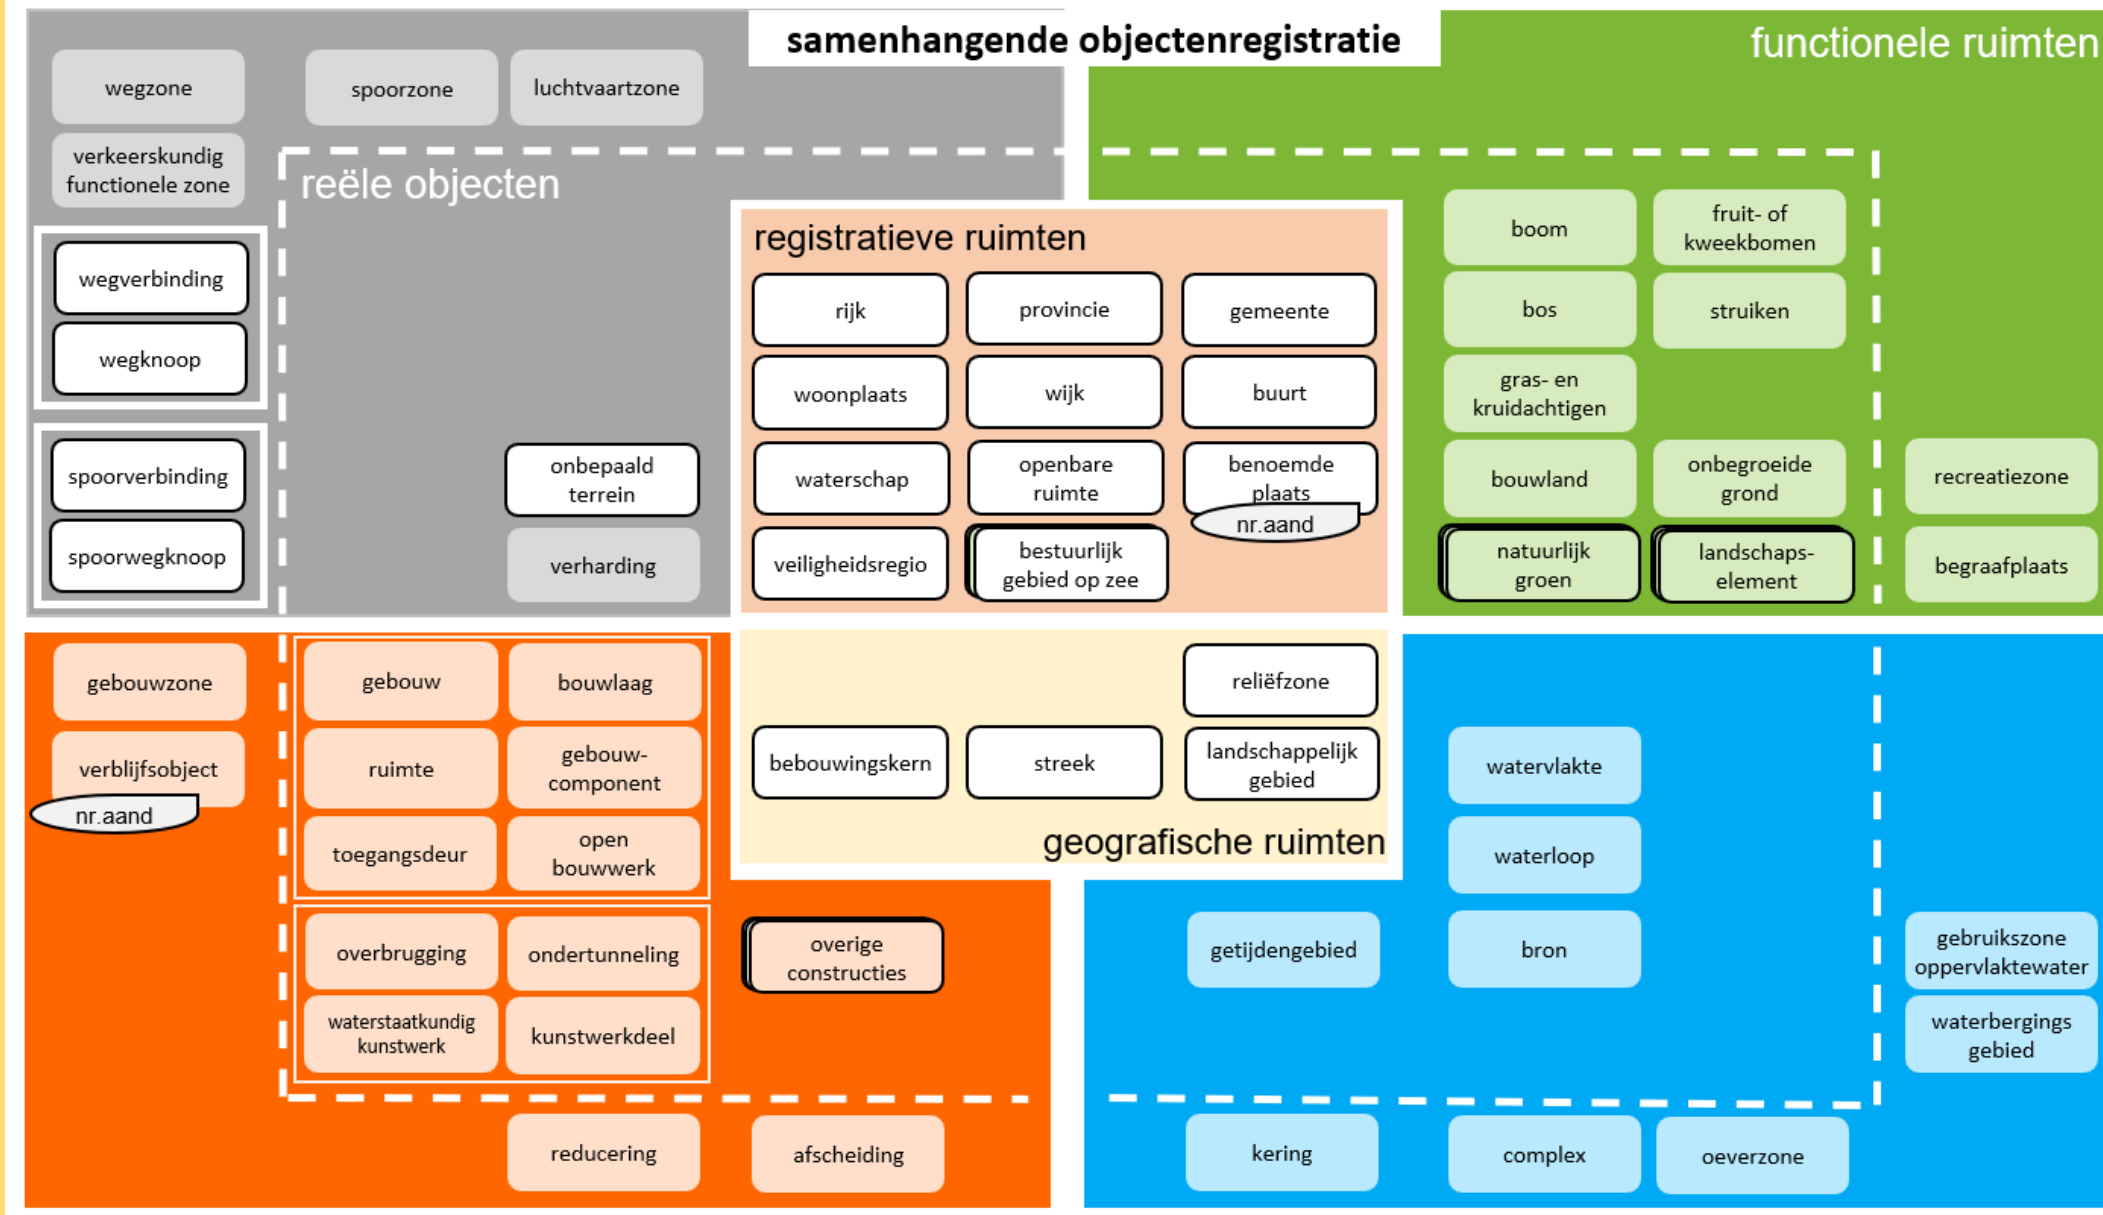 samenhangende objectenregistratie
functionele ruimten
wegzone
spoorzone
luchtvaartzone
verkeerskundig
functionele zone
reële objecten
wegverbinding
wegknoop
spoorverbinding
spoorwegknoop
onbepaald
terrein
verharding
registratieve ruimten
rijk
provincie
gemeente
woonplaats
wijk
buurt
waterschap
openbare
ruimte
benoemde
plaats
nr.aand
veiligheidsregio
bestuurlijk
gebied op zee
boom
fruit- of
kweekbomen
bos
struiken
gras- en
kruidachtigen
bouwland
onbegroeide
grond
natuurlijk
groen
landschaps-
element
recreatiezone
begraafplaats
gebouwzone
verblijfsobject
nr.aand
gebouw
bouwlaag
ruimte
gebouw-
component
toegangsdeur
open
bouwwerk
overbrugging
ondertunneling
waterstaatkundig
kunstwerk
kunstwerkdeel
overige
constructies
reducering
afscheiding
reliëfzone
bebouwingskern
streek
landschappelijk
gebied
geografische ruimten
watervlakte
waterloop
getijdengebied
bron
gebruikszone
oppervlaktewater
waterbergings
gebied
kering
complex
oeverzone